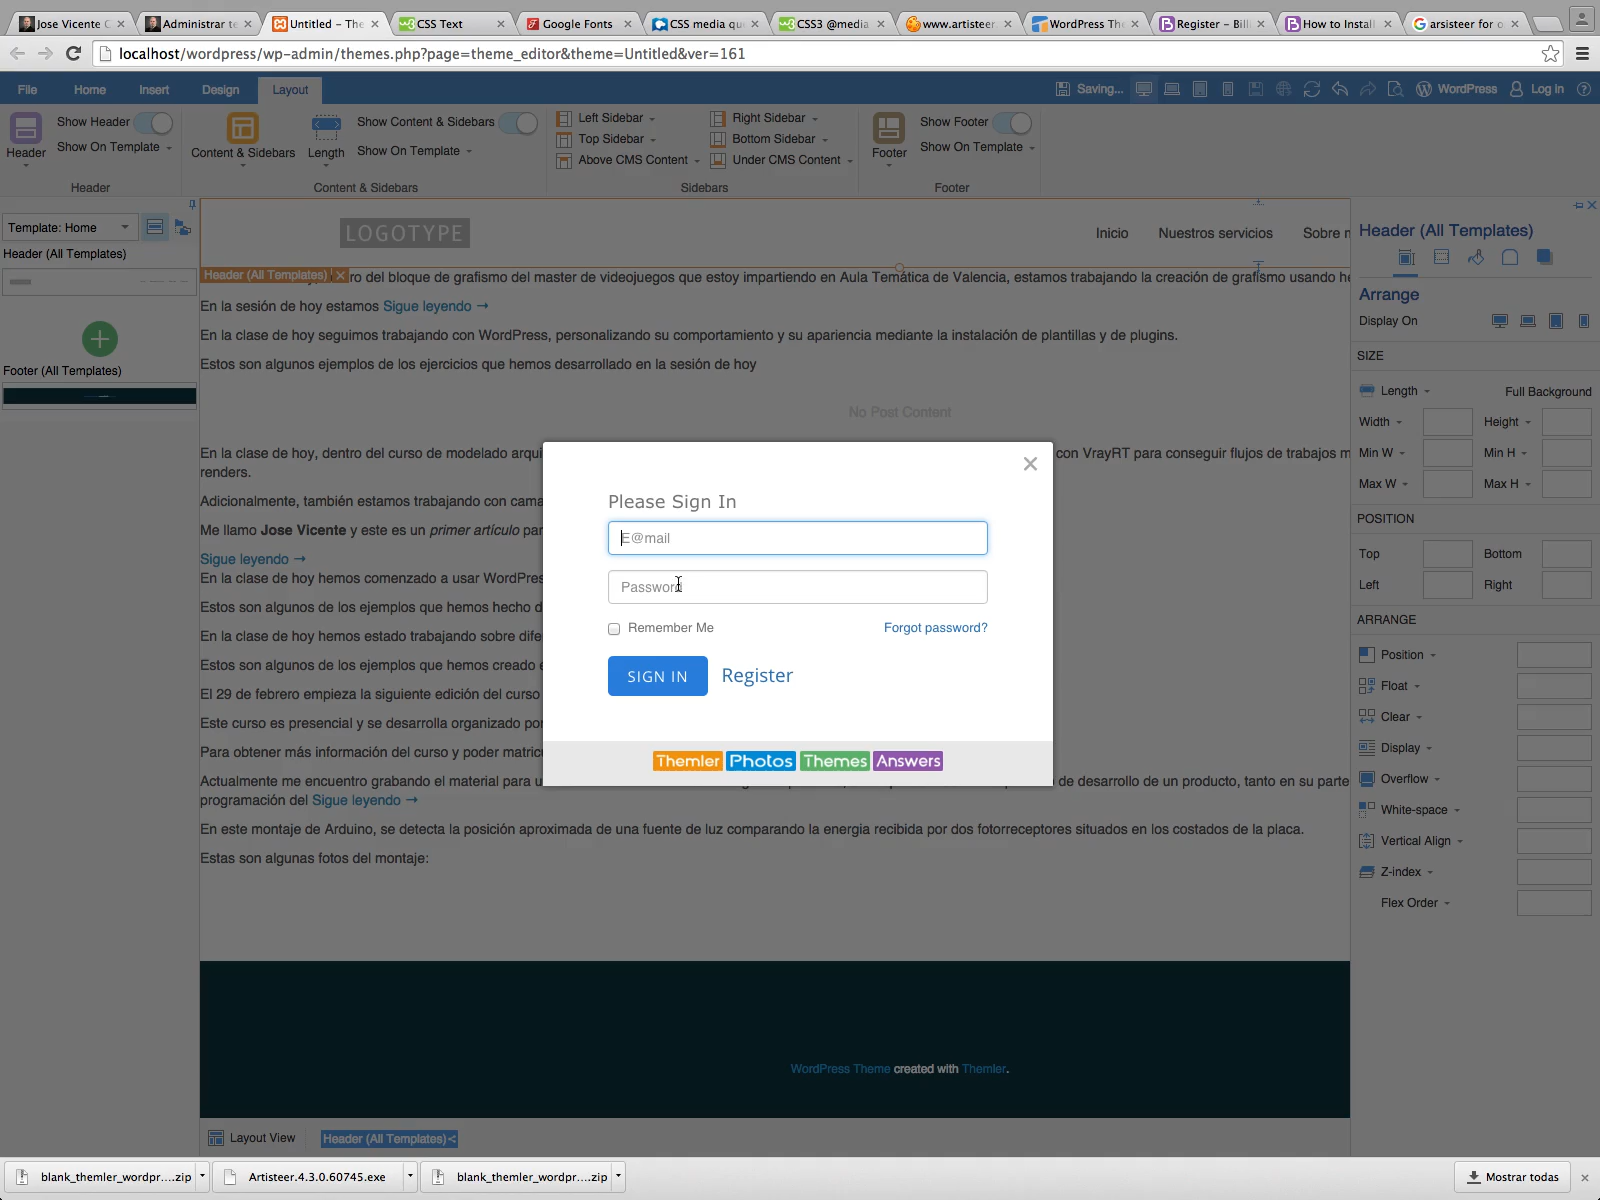 Jose Vicente C
Administrar te
Untitled – The
CSS Text
Google Fonts
CSS media que
CSS3 @media
www.artisteer
WordPress Th
Register – Billi
How to Install
arsisteer for o
localhost/wordpress/wp-admin/themes.php?page=theme_editor&theme=Untitled&ver=161
File Home Insert Design Layout
Saving... WordPress Log In
Show Header
Show On Template
Header
Header
Content & Sidebars
Length
Show Content & Sidebars
Show On Template
Content & Sidebars
Left Sidebar
Top Sidebar
Above CMS Content
Right Sidebar
Bottom Sidebar
Under CMS Content
Sidebars
Footer
Show Footer
Show On Template
Footer
Template: Home
Header (All Templates)
Footer (All Templates)
LOGOTYPE
Inicio Nuestros servicios Sobre
Header (All Templates)
ro del bloque de grafismo del master de videojuegos que estoy impartiendo en Aula Temática de Valencia, estamos trabajando la creación de grafismo usando
En la sesión de hoy estamos Sigue leyendo →
En la clase de hoy seguimos trabajando con WordPress, personalizando su comportamiento y su apariencia mediante la instalación de plantillas y de plugins.
Estos son algunos ejemplos de los ejercicios que hemos desarrollado en la sesión de hoy
No Post Content
En la clase de hoy, dentro del curso de modelado arqui
con VrayRT para conseguir flujos de trabajos m
renders.
Adicionalmente, también estamos trabajando con cama
Me llamo Jose Vicente y este es un primer artículo par
Sigue leyendo →
En la clase de hoy hemos comenzado a usar WordPres
Estos son algunos de los ejemplos que hemos hecho d
En la clase de hoy hemos estado trabajando sobre dife
Estos son algunos de los ejemplos que hemos creado e
El 29 de febrero empieza la siguiente edición del curso
Este curso es presencial y se desarrolla organizado por
Para obtener más información del curso y poder matric
Actualmente me encuentro grabando el material para u
de desarrollo de un producto, tanto en su parte
programación del Sigue leyendo →
En este montaje de Arduino, se detecta la posición aproximada de una fuente de luz comparando la energia recibida por dos fotorreceptores situados en los costados de la placa.
Estas son algunas fotos del montaje:
Please Sign In
E@mail
Password
Remember Me
Forgot password?
SIGN IN Register
Themler Photos Themes Answers
WordPress Theme created with Themler.
Layout View
Header (All Templates)<
Header (All Templates)
Arrange
Display On
SIZE
Length Full Background
Width Height
Min W Min H
Max W Max H
POSITION
Top Bottom
Left Right
ARRANGE
Position
Float
Clear
Display
Overflow
White-space
Vertical Align
Z-index
Flex Order
blank_themler_wordpr....zip
Artisteer.4.3.0.60745.exe
blank_themler_wordpr....zip
Mostrar todas